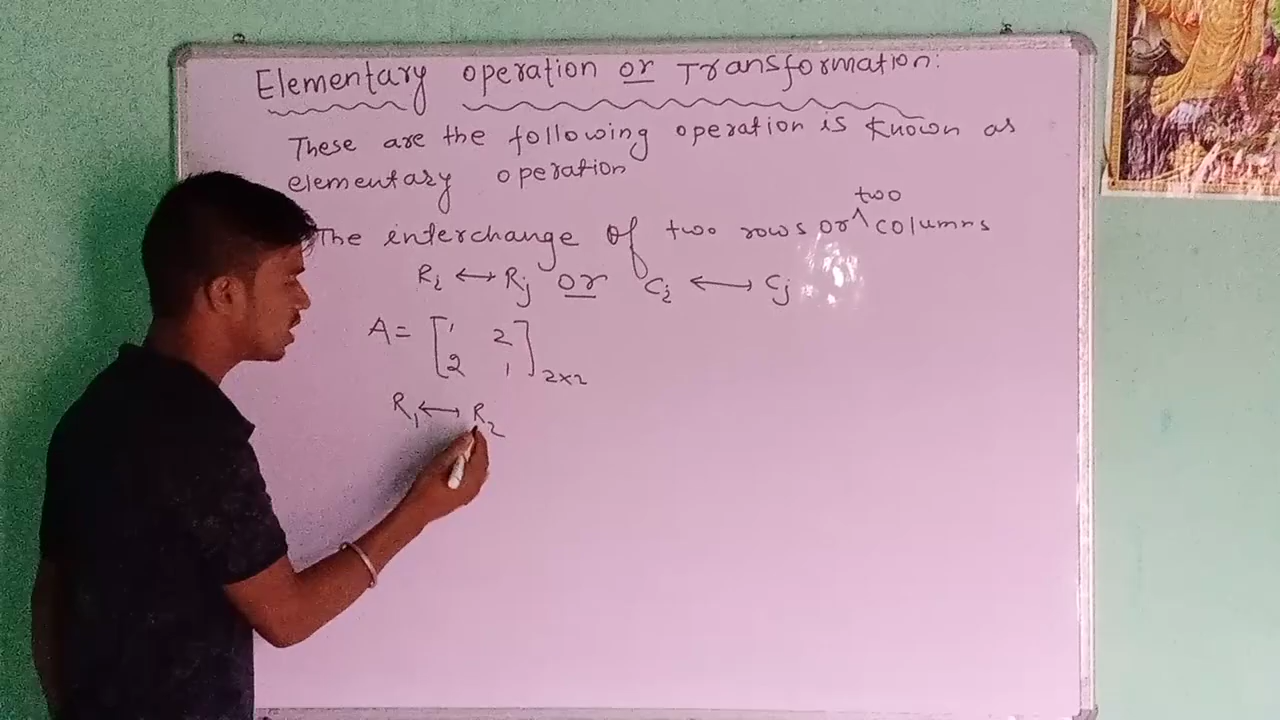 Elementary operation or Transformation:
These are the following operation is known as
elementary operation
two
The interchange of two rows or ^ columns
Ri ↔ Rj or Ci ↔ Cj
A = [1 2
2 1]2×2
R1 ↔ R2